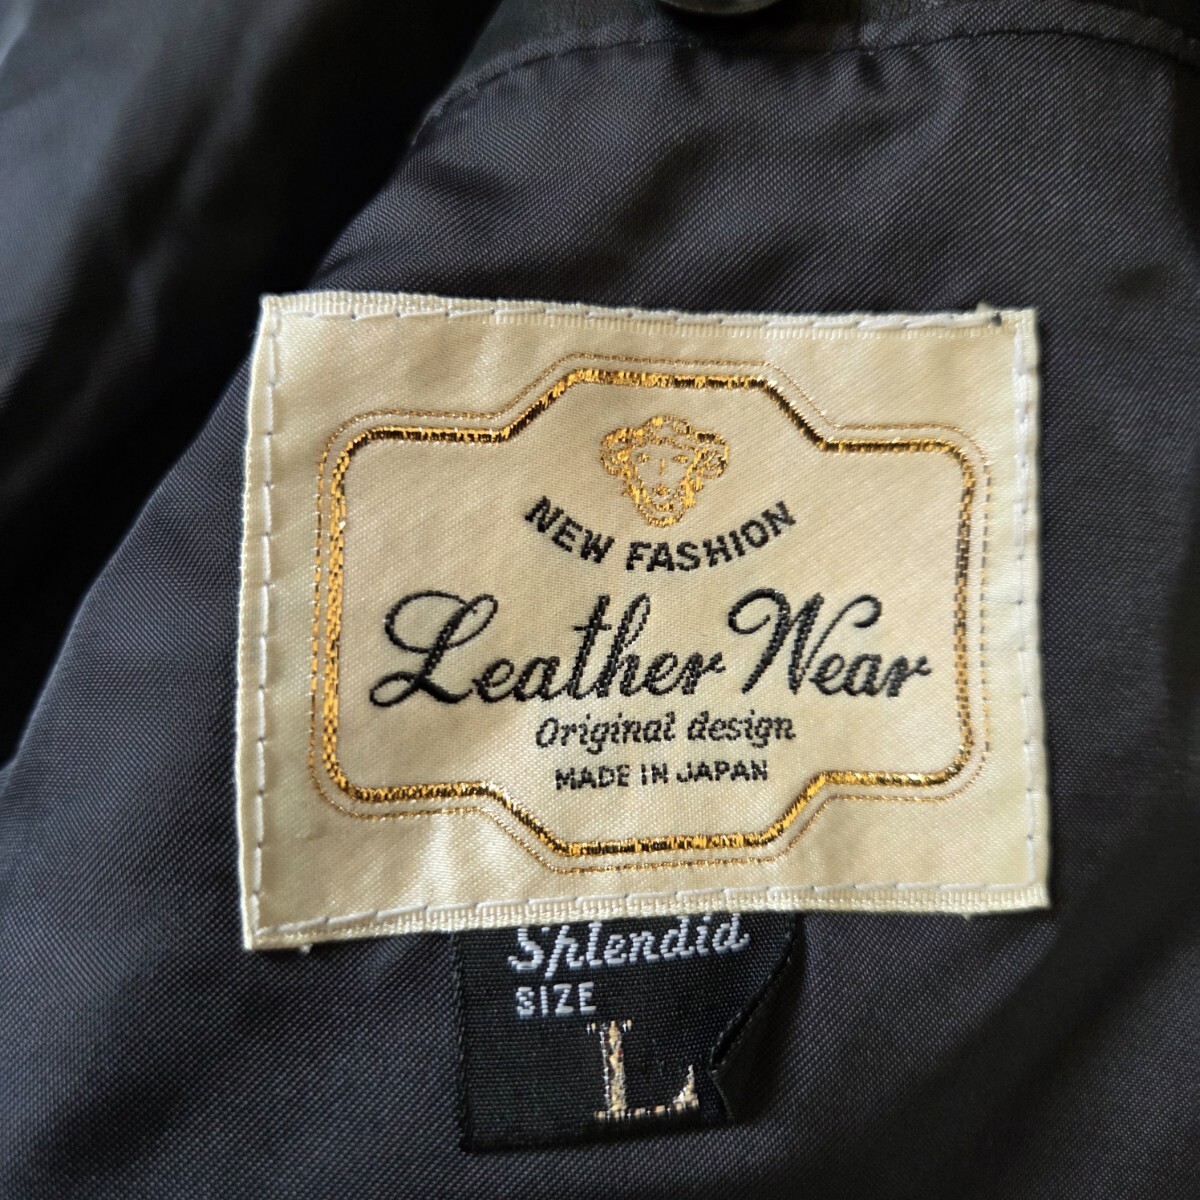 NEW FASHION
Leather Wear
Original design
MADE IN JAPAN
Splendid
SIZE
L